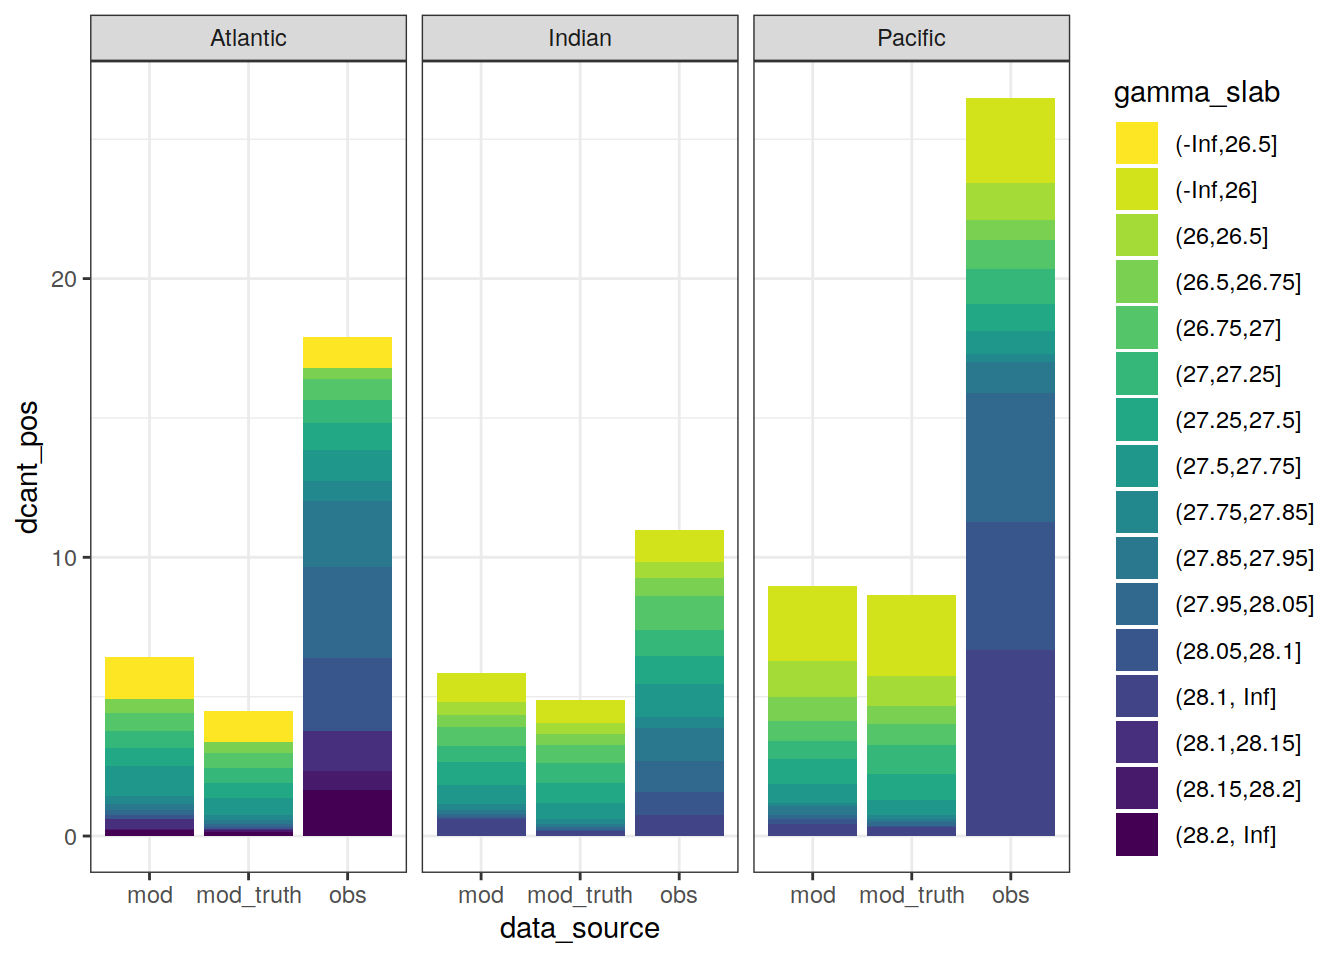 Atlantic
Indian
Pacific
dcant_pos
20
10
0
mod
mod_truth
obs
mod
mod_truth
obs
mod
mod_truth
obs
data_source
gamma_slab
(-Inf,26.5]
(-Inf,26]
(26,26.5]
(26.5,26.75]
(26.75,27]
(27,27.25]
(27.25,27.5]
(27.5,27.75]
(27.75,27.85]
(27.85,27.95]
(27.95,28.05]
(28.05,28.1]
(28.1, Inf]
(28.1,28.15]
(28.15,28.2]
(28.2, Inf]